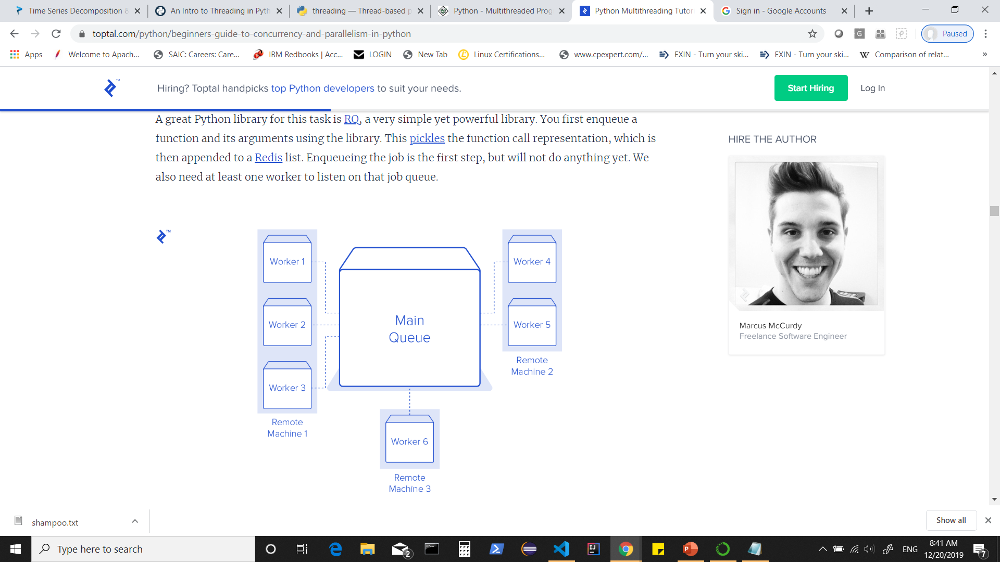 Time Series Decomposition &
An Intro to Threading in Pyth
threading — Thread-based p
Python - Multithreaded Prog
Python Multithreading Tutori
Sign in - Google Accounts
toptal.com/python/beginners-guide-to-concurrency-and-parallelism-in-python
G
Paused
Apps
Welcome to Apach...
SAIC: Careers: Care...
IBM Redbooks | Acc...
LOGIN
New Tab
Linux Certifications...
www.cpexpert.com/...
EXIN - Turn your ski...
EXIN - Turn your ski...
W
Comparison of relat...
»
TM
Hiring? Toptal handpicks top Python developers to suit your needs.
Start Hiring
Log In
A great Python library for this task is RQ, a very simple yet powerful library. You first enqueue a
function and its arguments using the library. This pickles the function call representation, which is
then appended to a Redis list. Enqueueing the job is the first step, but will not do anything yet. We
also need at least one worker to listen on that job queue.
HIRE THE AUTHOR
Marcus McCurdy
Freelance Software Engineer
TM
Worker 1
Worker 2
Worker 3
Remote
Machine 1
Main
Queue
Worker 4
Worker 5
Remote
Machine 2
Worker 6
Remote
Machine 3
shampoo.txt
Show all
Type here to search
2
IJ
P
ENG
8:41 AM
12/20/2019
7